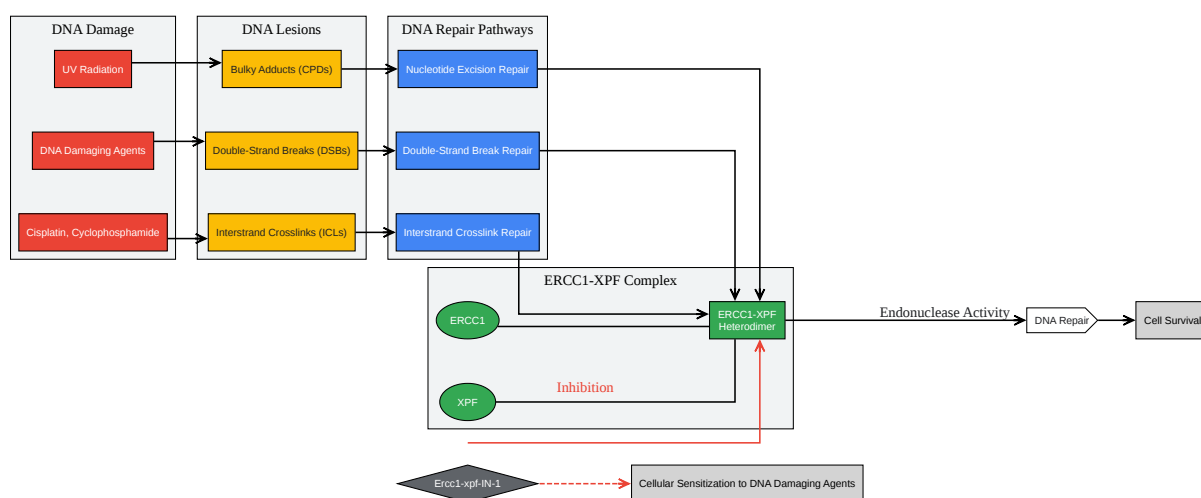 DNA Damage
DNA Lesions
DNA Repair Pathways
UV Radiation
Bulky Adducts (CPDs)
Nucleotide Excision Repair
DNA Damaging Agents
Double-Strand Breaks (DSBs)
Double-Strand Break Repair
Cisplatin, Cyclophosphamide
Interstrand Crosslinks (ICLs)
Interstrand Crosslink Repair
ERCC1-XPF Complex
ERCC1
ERCC1-XPF
Heterodimer
Endonuclease Activity
DNA Repair
Cell Survival
Inhibition
XPF
Ercc1-xpf-IN-1
Cellular Sensitization to DNA Damaging Agents